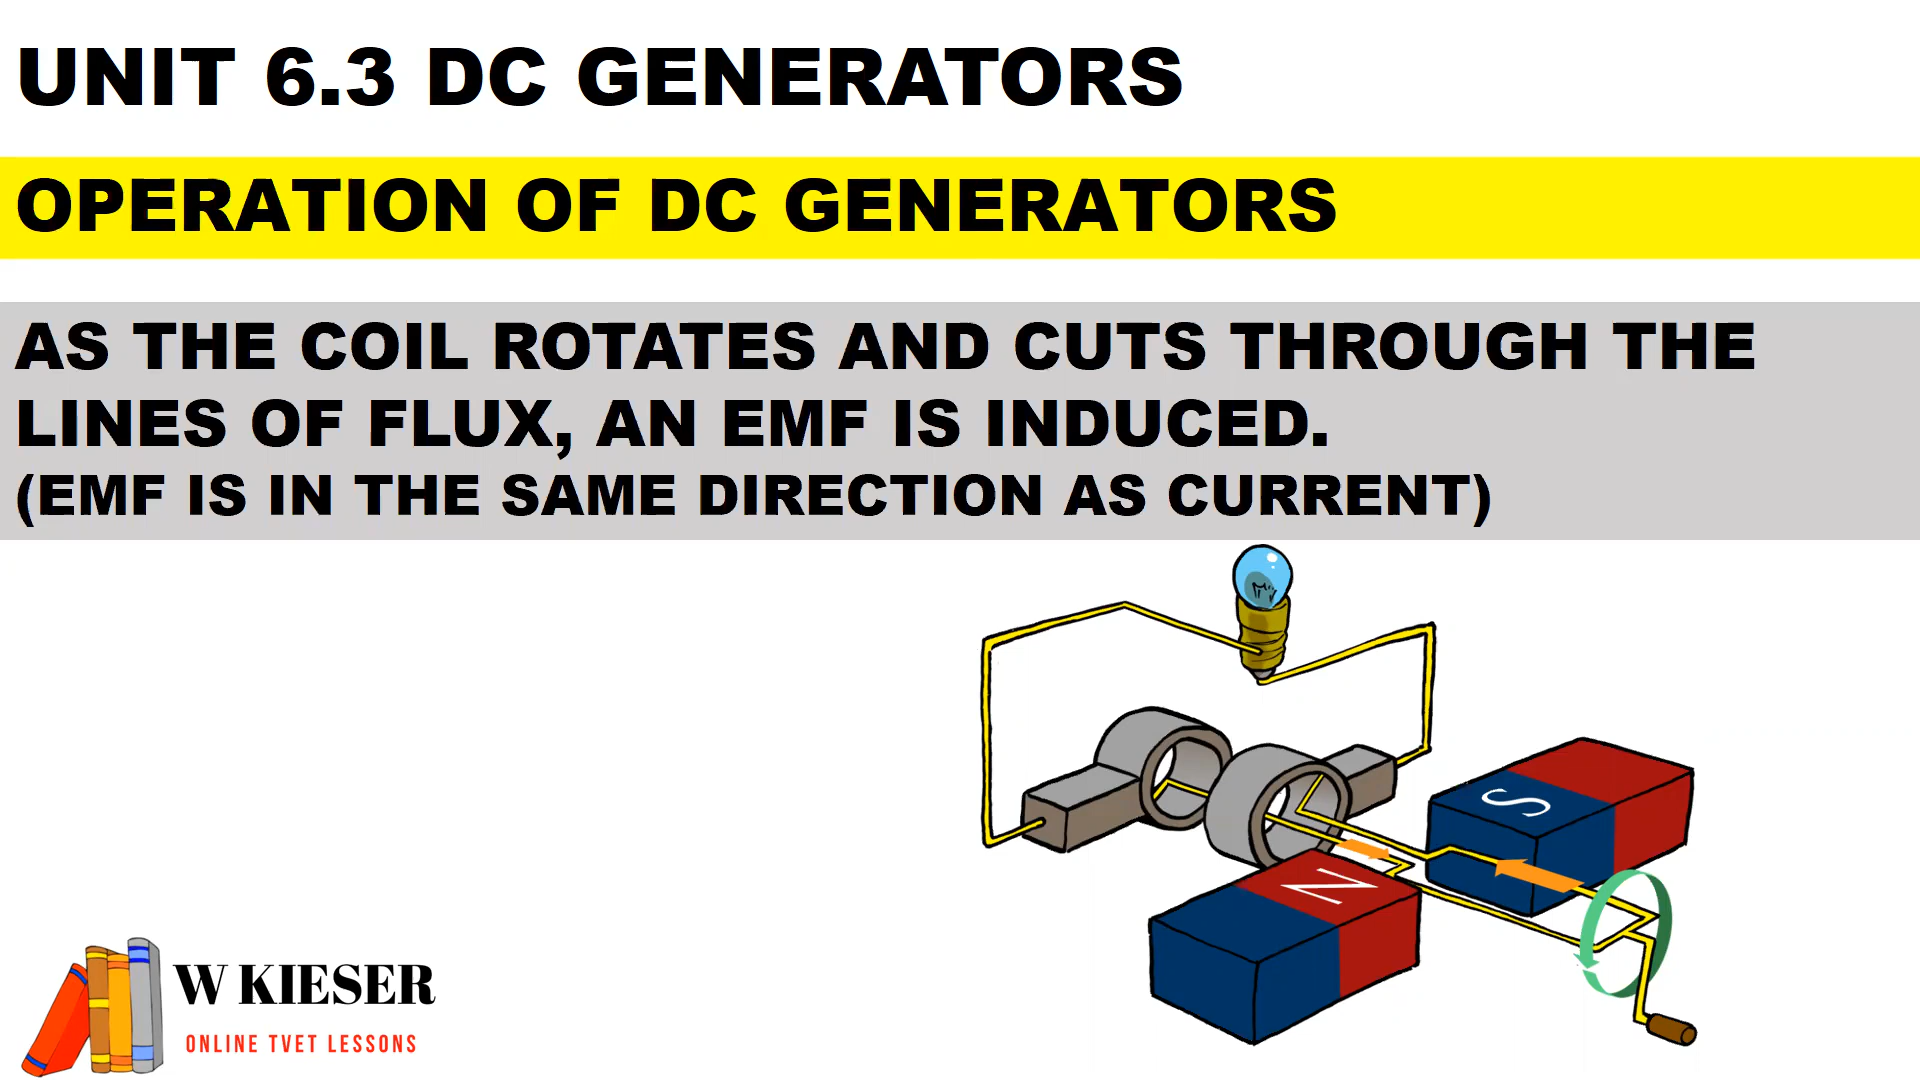 UNIT 6.3 DC GENERATORS
OPERATION OF DC GENERATORS
AS THE COIL ROTATES AND CUTS THROUGH THE
LINES OF FLUX, AN EMF IS INDUCED.
(EMF IS IN THE SAME DIRECTION AS CURRENT)
S
N
W KIESER
ONLINE TVET LESSONS